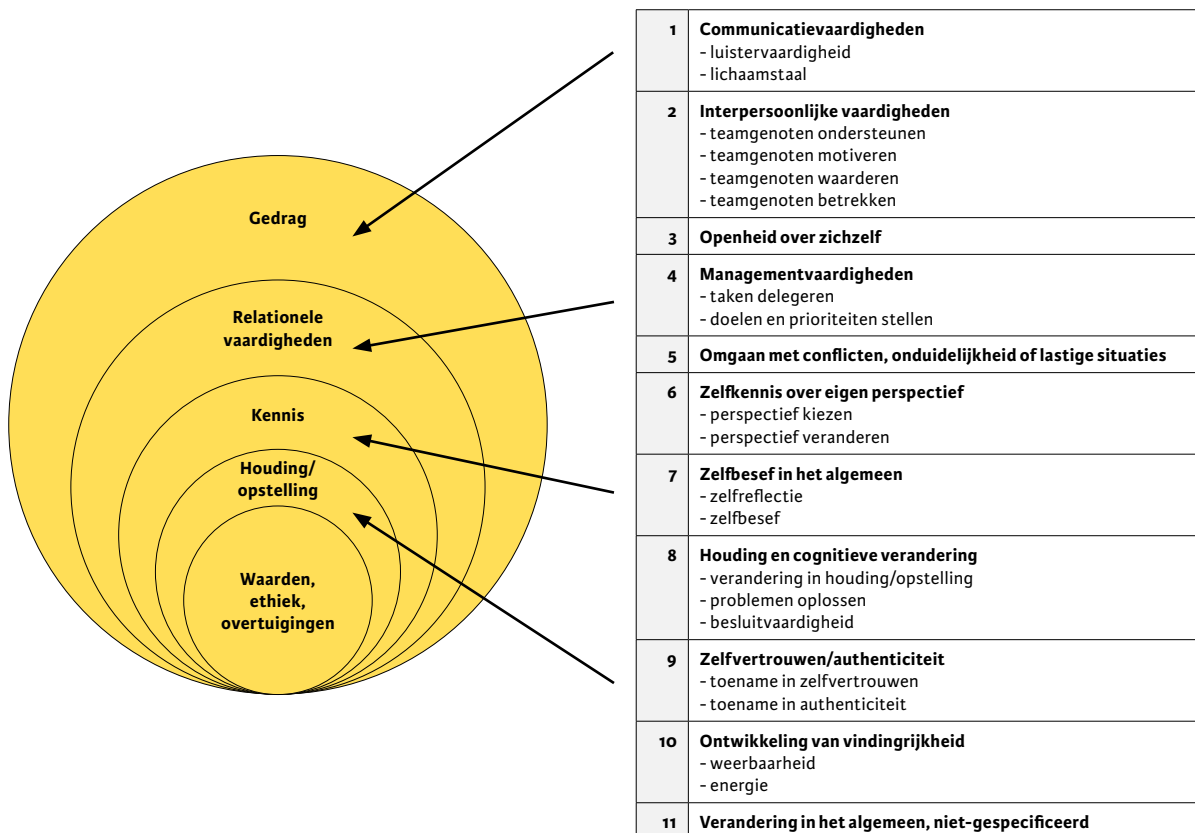 Gedrag
Relationele
vaardigheden
Kennis
Houding/
opstelling
Waarden,
ethiek,
overtuigingen
1 Communicatievaardigheden
- luistervaardigheid
- lichaamstaal
2 Interpersoonlijke vaardigheden
- teamgenoten ondersteunen
- teamgenoten motiveren
- teamgenoten waarderen
- teamgenoten betrekken
3 Openheid over zichzelf
4 Managementvaardigheden
- taken delegeren
- doelen en prioriteiten stellen
5 Omgaan met conflicten, onduidelijkheid of lastige situaties
6 Zelfkennis over eigen perspectief
- perspectief kiezen
- perspectief veranderen
7 Zelfbesef in het algemeen
- zelfreflectie
- zelfbesef
8 Houding en cognitieve verandering
- verandering in houding/opstelling
- problemen oplossen
- besluitvaardigheid
9 Zelfvertrouwen/authenticiteit
- toename in zelfvertrouwen
- toename in authenticiteit
10 Ontwikkeling van vindingrijkheid
- weerbaarheid
- energie
11 Verandering in het algemeen, niet-gespecificeerd